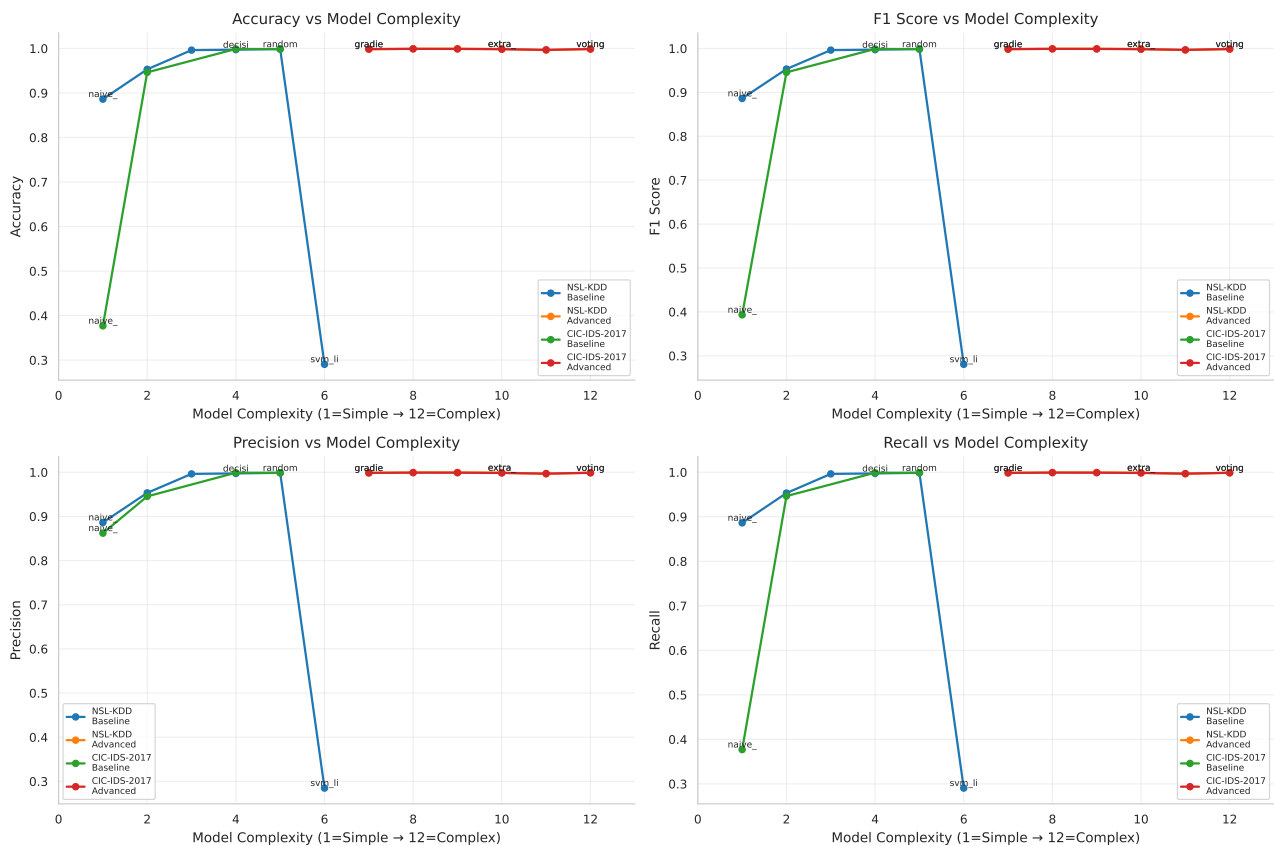 Accuracy vs Model Complexity
1.0
0.9
0.8
0.7
0.6
0.5
0.4
0.3
Accuracy
naive_
naive_
decisi
random
svm_li
gradie
extra_
voting
NSL-KDD
Baseline
NSL-KDD
Advanced
CIC-IDS-2017
Baseline
CIC-IDS-2017
Advanced
0 2 4 6 8 10 12
Model Complexity (1=Simple → 12=Complex)
F1 Score vs Model Complexity
1.0
0.9
0.8
0.7
0.6
0.5
0.4
0.3
F1 Score
naive_
naive_
decisi
random
svm_li
gradie
extra_
voting
NSL-KDD
Baseline
NSL-KDD
Advanced
CIC-IDS-2017
Baseline
CIC-IDS-2017
Advanced
0 2 4 6 8 10 12
Model Complexity (1=Simple → 12=Complex)
Precision vs Model Complexity
1.0
0.9
0.8
0.7
0.6
0.5
0.4
0.3
Precision
naive_
naive_
decisi
random
svm_li
gradie
extra_
voting
NSL-KDD
Baseline
NSL-KDD
Advanced
CIC-IDS-2017
Baseline
CIC-IDS-2017
Advanced
0 2 4 6 8 10 12
Model Complexity (1=Simple → 12=Complex)
Recall vs Model Complexity
1.0
0.9
0.8
0.7
0.6
0.5
0.4
0.3
Recall
naive_
naive_
decisi
random
svm_li
gradie
extra_
voting
NSL-KDD
Baseline
NSL-KDD
Advanced
CIC-IDS-2017
Baseline
CIC-IDS-2017
Advanced
0 2 4 6 8 10 12
Model Complexity (1=Simple → 12=Complex)